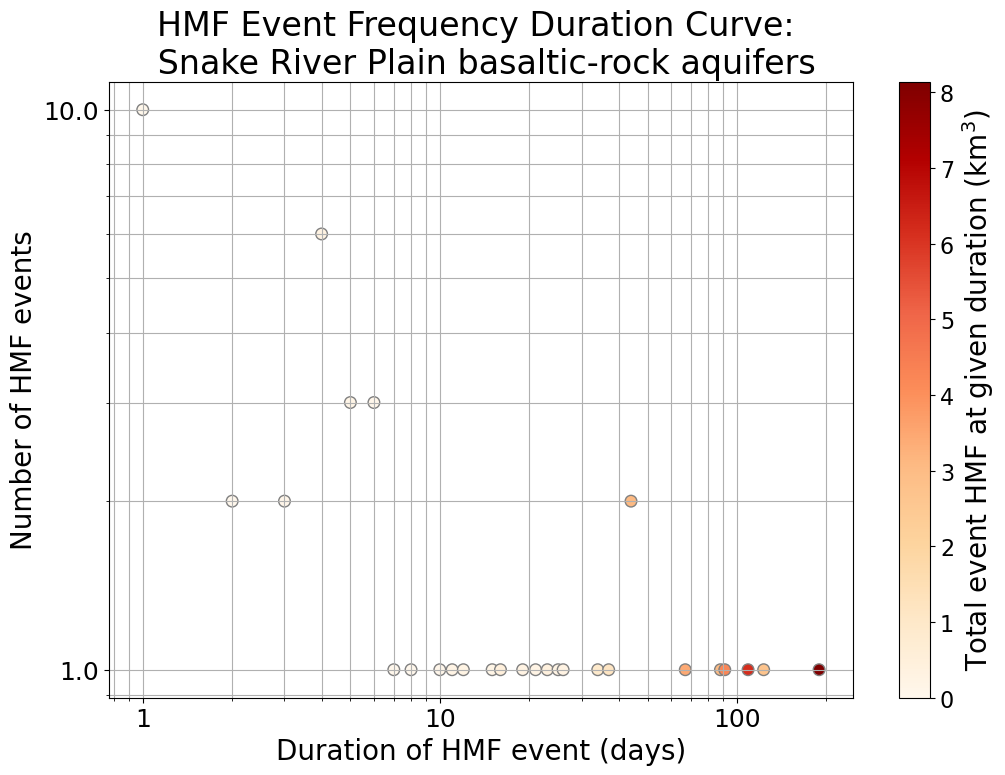 HMF Event Frequency Duration Curve:
Snake River Plain basaltic-rock aquifers
10.0
1.0
Number of HMF events
1
10
100
Duration of HMF event (days)
8
7
6
5
4
3
2
1
0
Total event HMF at given duration (km³)